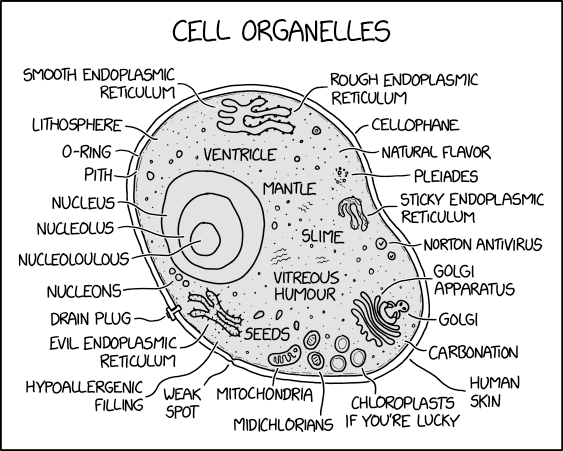 CELL ORGANELLES
SMOOTH ENDOPLASMIC
RETICULUM
ROUGH ENDOPLASMIC
RETICULUM
LITHOSPHERE
CELLOPHANE
O-RING
VENTRICLE
NATURAL FLAVOR
PITH
MANTLE
PLEIADES
NUCLEUS
STICKY ENDOPLASMIC
RETICULUM
NUCLEOLUS
SLIME
NORTON ANTIVIRUS
NUCLEOLOULOUS
VITREOUS
HUMOUR
GOLGI
APPARATUS
NUCLEONS
DRAIN PLUG
SEEDS
GOLGI
EVIL ENDOPLASMIC
RETICULUM
CARBONATION
HYPOALLERGENIC
FILLING
WEAK
SPOT
MITOCHONDRIA
MIDICHLORIANS
CHLOROPLASTS
IF YOU'RE LUCKY
HUMAN
SKIN